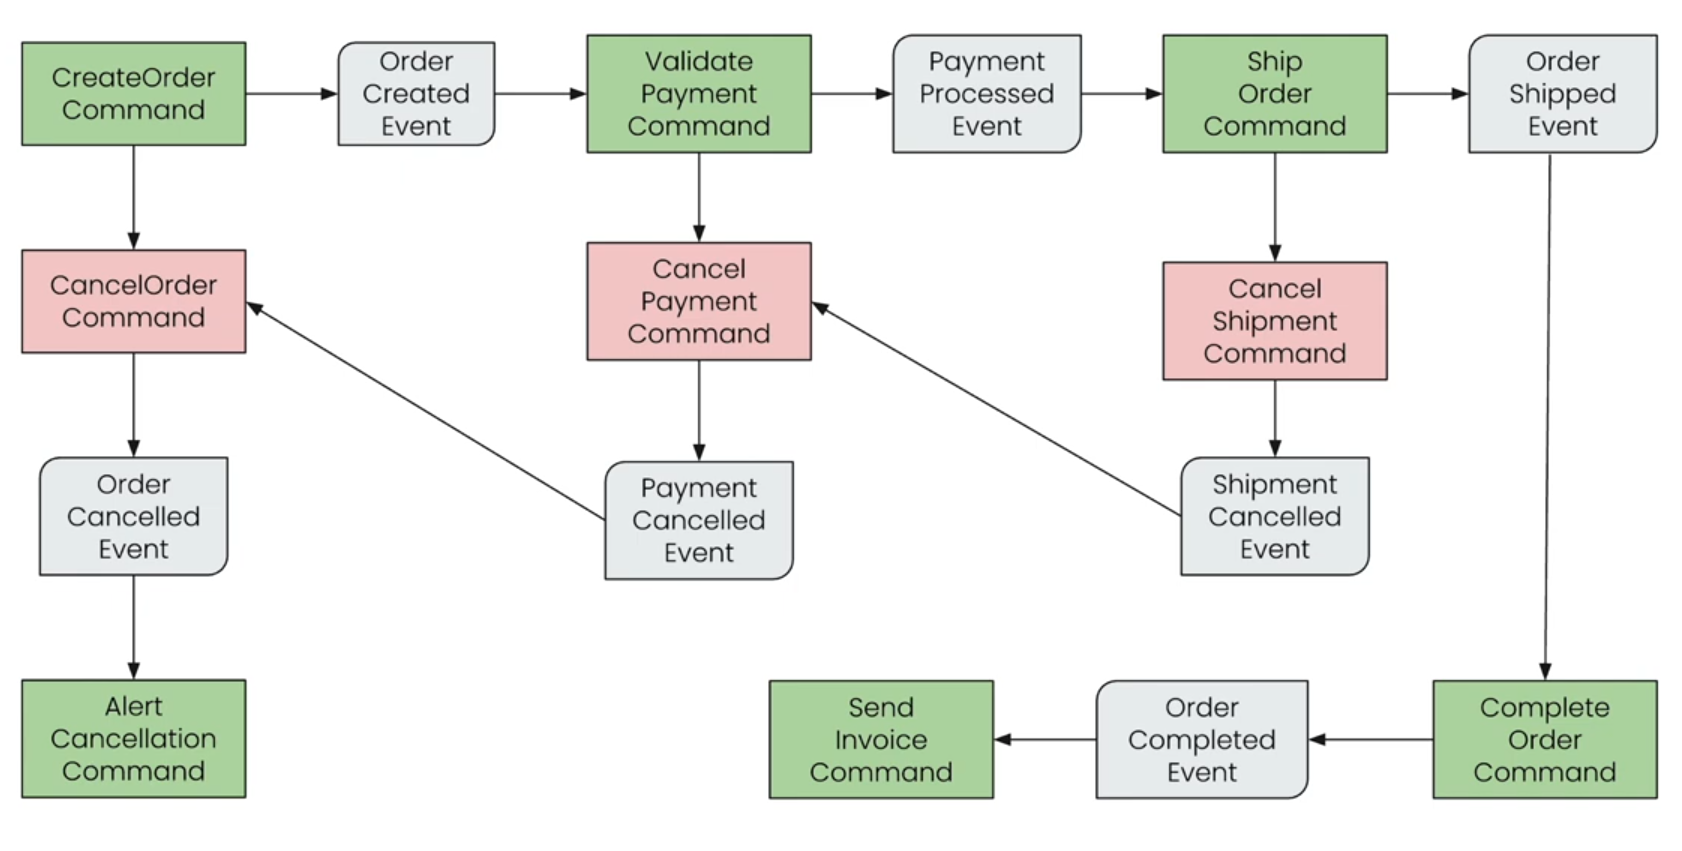 CreateOrder
Command
Order
Created
Event
Validate
Payment
Command
Payment
Processed
Event
Ship
Order
Command
Order
Shipped
Event
CancelOrder
Command
Cancel
Payment
Command
Cancel
Shipment
Command
Order
Cancelled
Event
Payment
Cancelled
Event
Shipment
Cancelled
Event
Alert
Cancellation
Command
Send
Invoice
Command
Order
Completed
Event
Complete
Order
Command